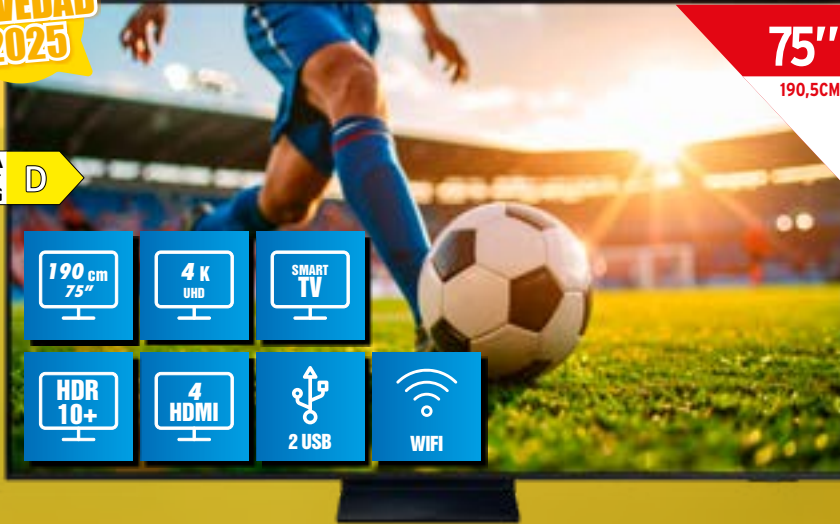 2025
75"
190,5CM
A
G
D
190 cm
75"
4 K
UHD
SMART
TV
HDR
10+
4
HDMI
2 USB
WIFI